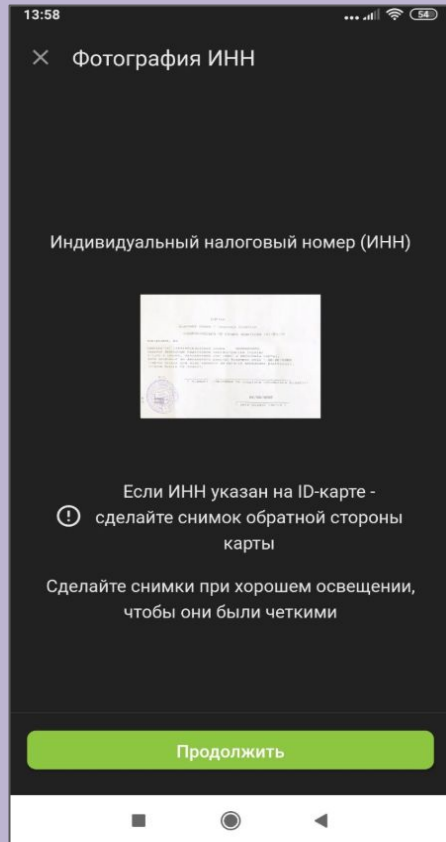 13:58
54
Фотография ИНН
Индивидуальный налоговый номер (ИНН)
Если ИНН указан на ID-карте -
сделайте снимок обратной стороны
карты
Сделайте снимки при хорошем освещении,
чтобы они были четкими
Продолжить